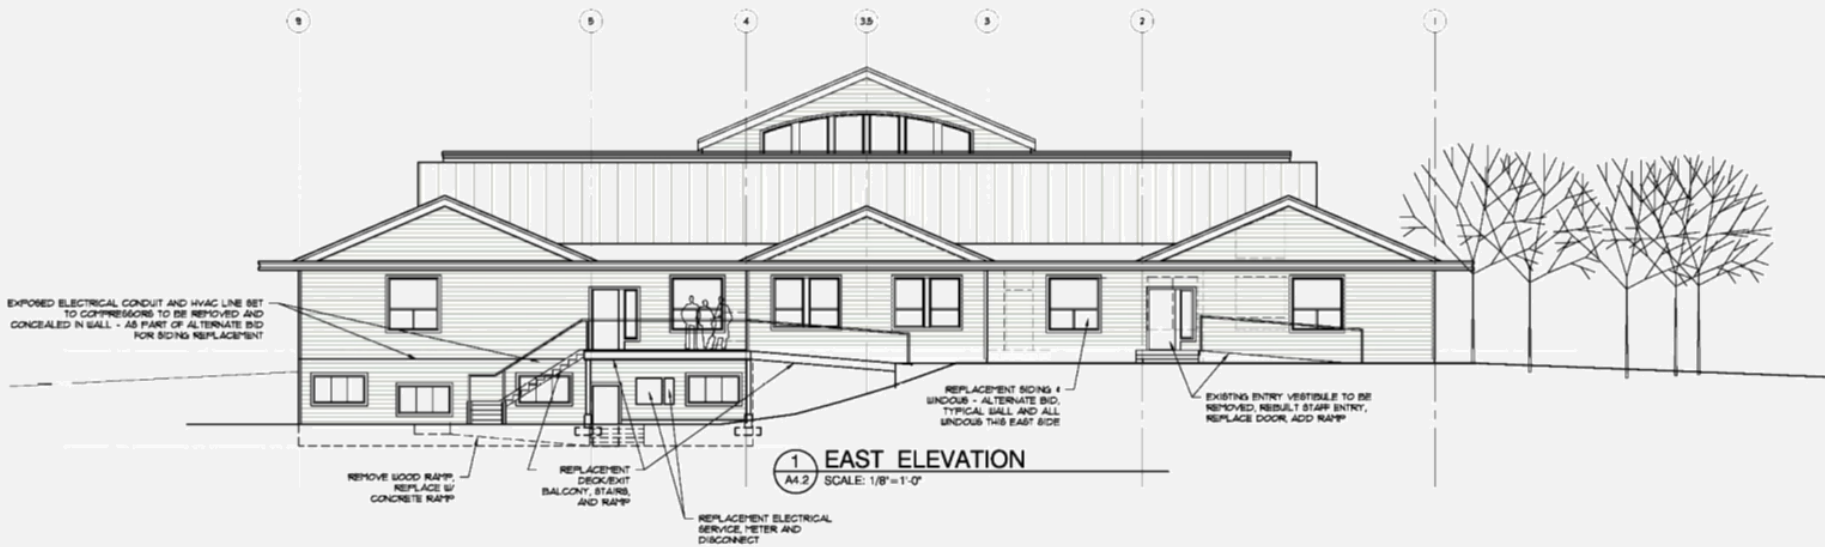 9 5 4 3.5 3 2 1
EXPOSED ELECTRICAL CONDUIT AND HVAC LINE SET
TO COMPRESSORS TO BE REMOVED AND
CONCEALED IN WALL - AS PART OF ALTERNATE BID
FOR SIDING REPLACEMENT
REPLACEMENT SIDING &
WINDOWS - ALTERNATE BID,
TYPICAL WALL AND ALL
WINDOWS THIS EAST SIDE
EXISTING ENTRY VESTIBULE TO BE
REMOVED, REBUILT STAFF ENTRY,
REPLACE DOOR, ADD RAMP
REMOVE WOOD RAMP,
REPLACE W/
CONCRETE RAMP
REPLACEMENT
DECK/EXIT
BALCONY, STAIRS,
AND RAMP
1 EAST ELEVATION
A4.2 SCALE: 1/8"=1'-0"
REPLACEMENT ELECTRICAL
SERVICE, METER AND
DISCONNECT